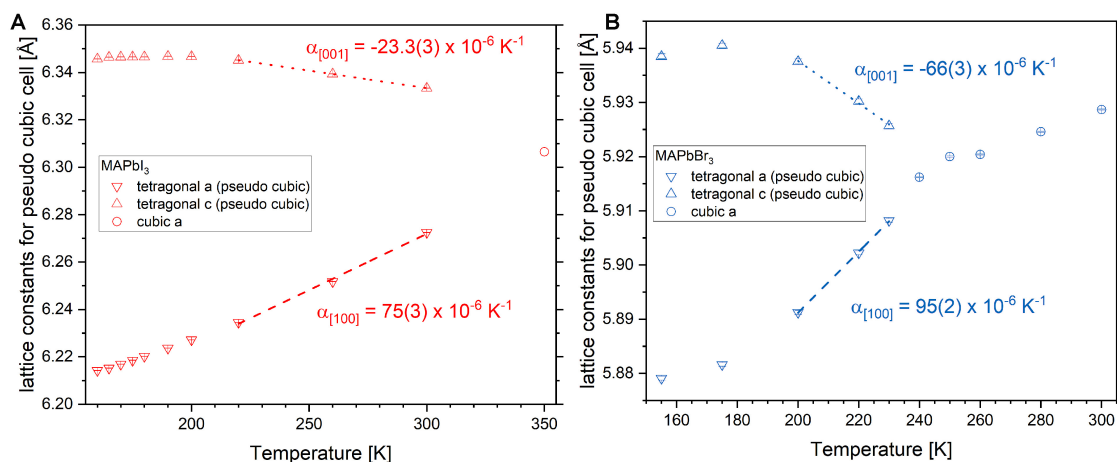 A
lattice constants for pseudo cubic cell [Å]
6.36
6.34
6.32
6.30
6.28
6.26
6.24
6.22
6.20
α[001] = -23.3(3) x 10-6 K-1
MAPbI3
tetragonal a (pseudo cubic)
tetragonal c (pseudo cubic)
cubic a
α[100] = 75(3) x 10-6 K-1
200
250
300
350
Temperature [K]
B
lattice constants for pseudo cubic cell [Å]
5.94
5.93
5.92
5.91
5.90
5.89
5.88
α[001] = -66(3) x 10-6 K-1
MAPbBr3
tetragonal a (pseudo cubic)
tetragonal c (pseudo cubic)
cubic a
α[100] = 95(2) x 10-6 K-1
160
180
200
220
240
260
280
300
Temperature [K]